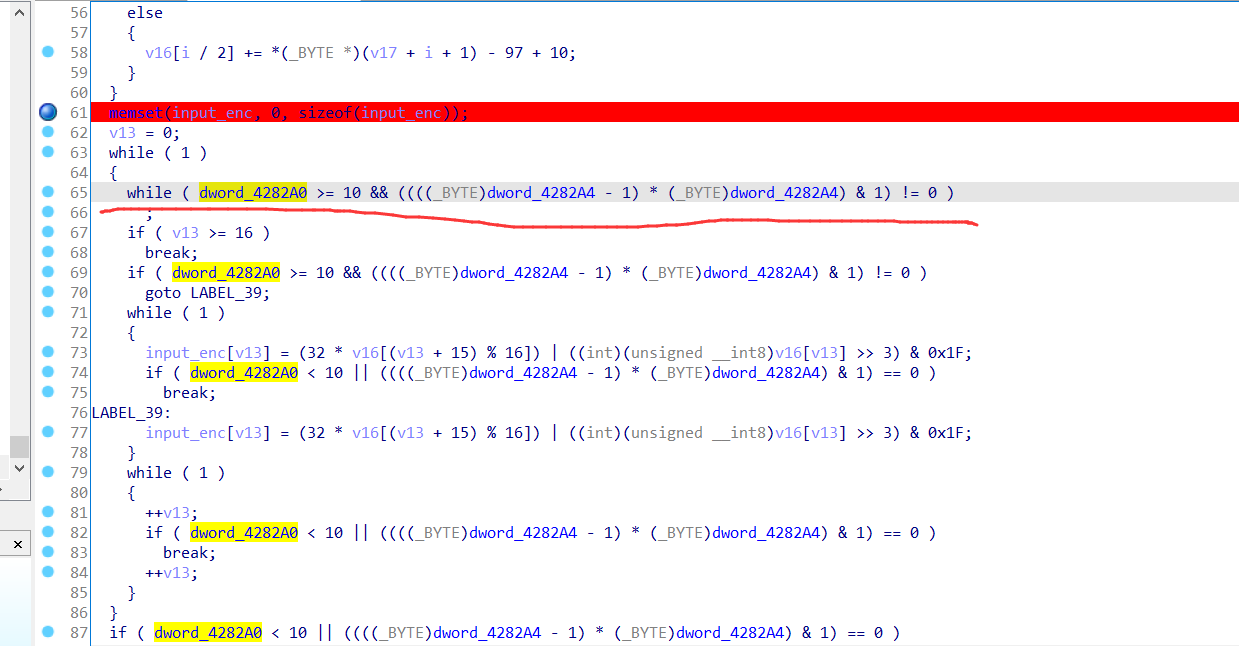 56 else
57 {
58 v16[i / 2] += *(_BYTE *)(v17 + i + 1) - 97 + 10;
59 }
60 }
61 memset(input_enc, 0, sizeof(input_enc));
62 v13 = 0;
63 while ( 1 )
64 {
65 while ( dword_4282A0 >= 10 && ((((_BYTE)dword_4282A4 - 1) * (_BYTE)dword_4282A4) & 1) != 0 )
66 ;
67 if ( v13 >= 16 )
68 break;
69 if ( dword_4282A0 >= 10 && ((((_BYTE)dword_4282A4 - 1) * (_BYTE)dword_4282A4) & 1) != 0 )
70 goto LABEL_39;
71 while ( 1 )
72 {
73 input_enc[v13] = (32 * v16[(v13 + 15) % 16]) | ((int)(unsigned __int8)v16[v13] >> 3) & 0x1F;
74 if ( dword_4282A0 < 10 || ((((_BYTE)dword_4282A4 - 1) * (_BYTE)dword_4282A4) & 1) == 0 )
75 break;
76 LABEL_39:
77 input_enc[v13] = (32 * v16[(v13 + 15) % 16]) | ((int)(unsigned __int8)v16[v13] >> 3) & 0x1F;
78 }
79 while ( 1 )
80 {
81 ++v13;
82 if ( dword_4282A0 < 10 || ((((_BYTE)dword_4282A4 - 1) * (_BYTE)dword_4282A4) & 1) == 0 )
83 break;
84 ++v13;
85 }
86 }
87 if ( dword_4282A0 < 10 || ((((_BYTE)dword_4282A4 - 1) * (_BYTE)dword_4282A4) & 1) == 0 )